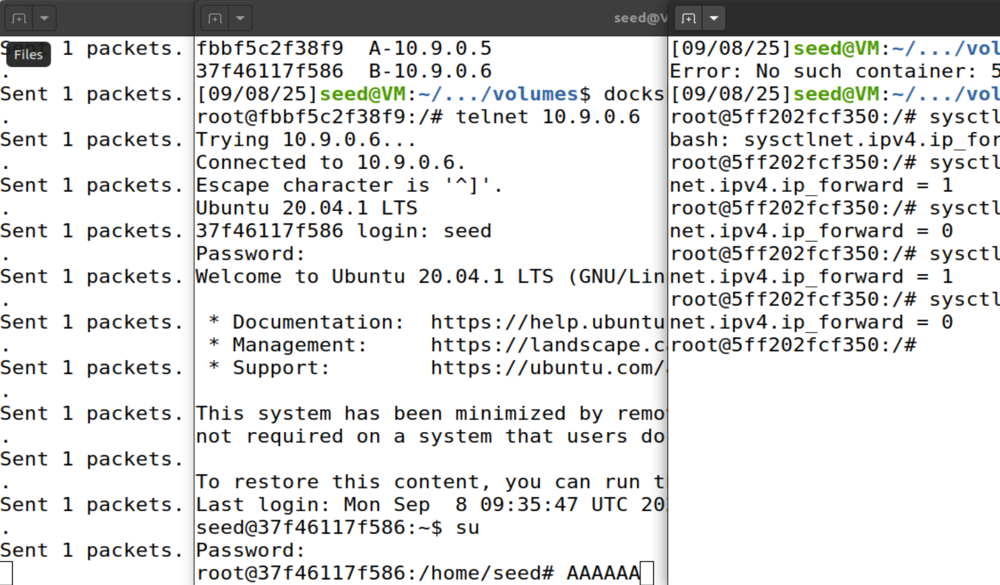 Files
Sent 1 packets.
.
Sent 1 packets.
.
Sent 1 packets.
.
Sent 1 packets.
.
Sent 1 packets.
.
Sent 1 packets.
.
Sent 1 packets.
.
Sent 1 packets.
.
Sent 1 packets.
.
Sent 1 packets.
.
Sent 1 packets.
.
Sent 1 packets.
seed@V
fbbf5c2f38f9  A-10.9.0.5
37f46117f586  B-10.9.0.6
[09/08/25]seed@VM:~/.../volumes$ docks
root@fbbf5c2f38f9:/# telnet 10.9.0.6
Trying 10.9.0.6...
Connected to 10.9.0.6.
Escape character is '^]'.
Ubuntu 20.04.1 LTS
37f46117f586 login: seed
Password:
Welcome to Ubuntu 20.04.1 LTS (GNU/Lin
 * Documentation:  https://help.ubuntu
 * Management:     https://landscape.c
 * Support:        https://ubuntu.com/
This system has been minimized by remo
not required on a system that users do
To restore this content, you can run t
Last login: Mon Sep  8 09:35:47 UTC 20
seed@37f46117f586:~$ su
Password:
root@37f46117f586:/home/seed# AAAAAA
[09/08/25]seed@VM:~/.../vol
Error: No such container: 5
[09/08/25]seed@VM:~/.../vol
root@5ff202fcf350:/# sysctl
bash: sysctlnet.ipv4.ip_for
root@5ff202fcf350:/# sysctl
net.ipv4.ip_forward = 1
root@5ff202fcf350:/# sysctl
net.ipv4.ip_forward = 0
root@5ff202fcf350:/# sysctl
net.ipv4.ip_forward = 1
root@5ff202fcf350:/# sysctl
net.ipv4.ip_forward = 0
root@5ff202fcf350:/#